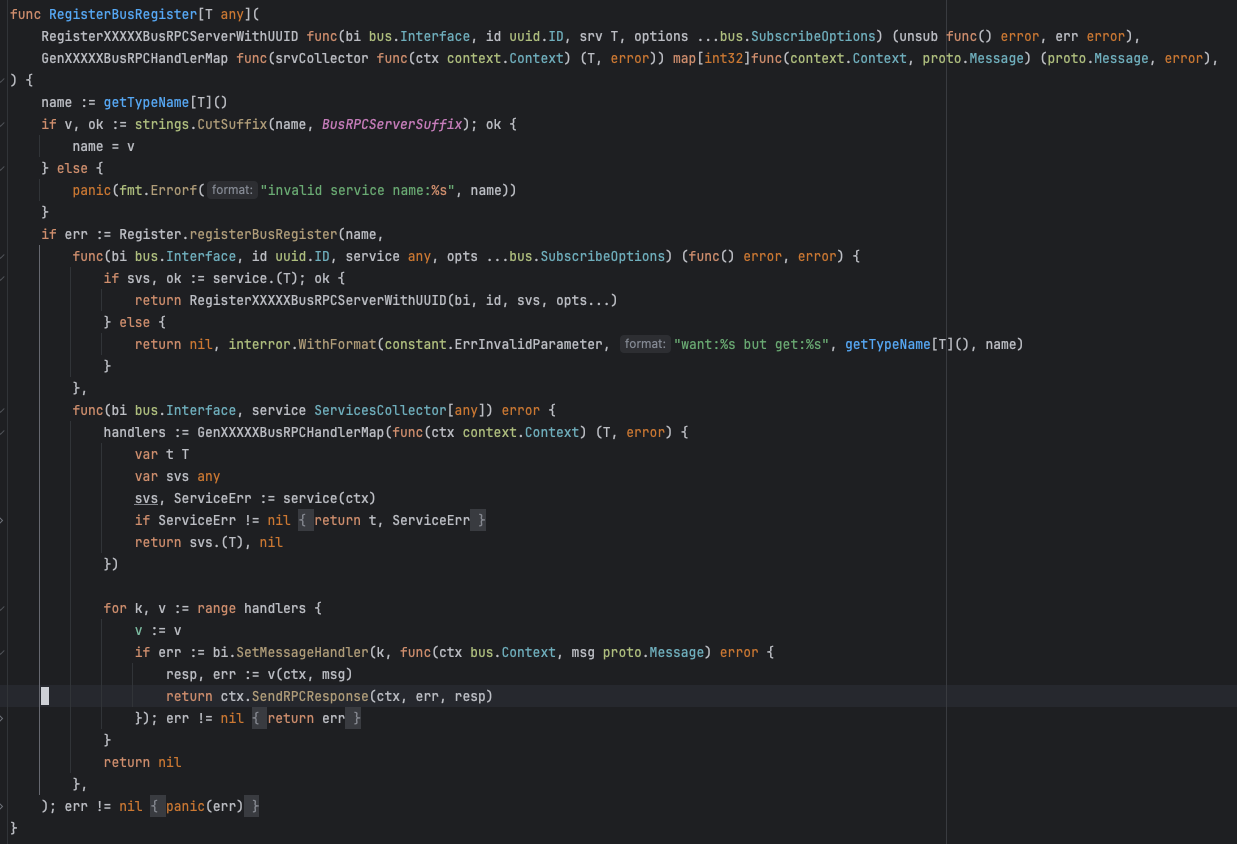 func RegisterBusRegister[T any](
    RegisterXXXXXBusRPCServerWithUUID func(bi bus.Interface, id uuid.ID, srv T, options ...bus.SubscribeOptions) (unsub func() error, err error),
    GenXXXXXBusRPCHandlerMap func(srvCollector func(ctx context.Context) (T, error)) map[int32]func(context.Context, proto.Message) (proto.Message, error),
) {
    name := getTypeName[T]()
    if v, ok := strings.CutSuffix(name, BusRPCServerSuffix); ok {
        name = v
    } else {
        panic(fmt.Errorf( format: "invalid service name:%s", name))
    }
    if err := Register.registerBusRegister(name,
        func(bi bus.Interface, id uuid.ID, service any, opts ...bus.SubscribeOptions) (func() error, error) {
            if svs, ok := service.(T); ok {
                return RegisterXXXXXBusRPCServerWithUUID(bi, id, svs, opts...)
            } else {
                return nil, interror.WithFormat(constant.ErrInvalidParameter, format: "want:%s but get:%s", getTypeName[T](), name)
            }
        },
        func(bi bus.Interface, service ServicesCollector[any]) error {
            handlers := GenXXXXXBusRPCHandlerMap(func(ctx context.Context) (T, error) {
                var t T
                var svs any
                svs, ServiceErr := service(ctx)
                if ServiceErr != nil { return t, ServiceErr }
                return svs.(T), nil
            })
            for k, v := range handlers {
                v := v
                if err := bi.SetMessageHandler(k, func(ctx bus.Context, msg proto.Message) error {
                    resp, err := v(ctx, msg)
                    return ctx.SendRPCResponse(ctx, err, resp)
                }); err != nil { return err }
            }
            return nil
        },
    ); err != nil { panic(err) }
}